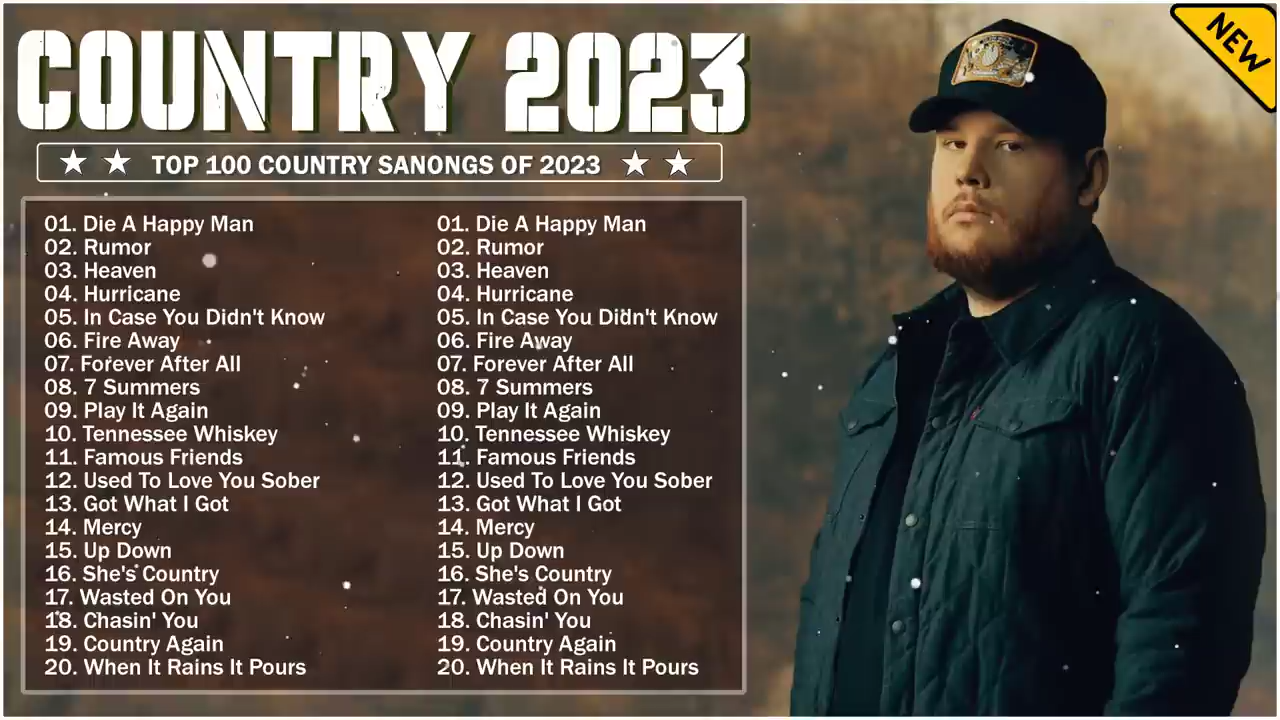 COUNTRY 2023
NEW
TOP 100 COUNTRY SANONGS OF 2023
01. Die A Happy Man
02. Rumor
03. Heaven
04. Hurricane
05. In Case You Didn't Know
06. Fire Away
07. Forever After All
08. 7 Summers
09. Play It Again
10. Tennessee Whiskey
11. Famous Friends
12. Used To Love You Sober
13. Got What I Got
14. Mercy
15. Up Down
16. She's Country
17. Wasted On You
18. Chasin' You
19. Country Again
20. When It Rains It Pours
01. Die A Happy Man
02. Rumor
03. Heaven
04. Hurricane
05. In Case You Didn't Know
06. Fire Away
07. Forever After All
08. 7 Summers
09. Play It Again
10. Tennessee Whiskey
11. Famous Friends
12. Used To Love You Sober
13. Got What I Got
14. Mercy
15. Up Down
16. She's Country
17. Wasted On You
18. Chasin' You
19. Country Again
20. When It Rains It Pours